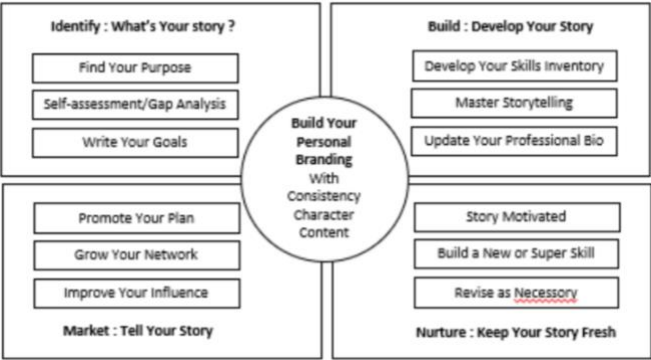 Identify : What's Your story ?
Find Your Purpose
Self-assessment/Gap Analysis
Write Your Goals
Build : Develop Your Story
Develop Your Skills Inventory
Master Storytelling
Update Your Professional Bio
Build Your
Personal
Branding
With
Consistency
Character
Content
Promote Your Plan
Grow Your Network
Improve Your Influence
Market : Tell Your Story
Story Motivated
Build a New or Super Skill
Revise as Necessory
Nurture : Keep Your Story Fresh